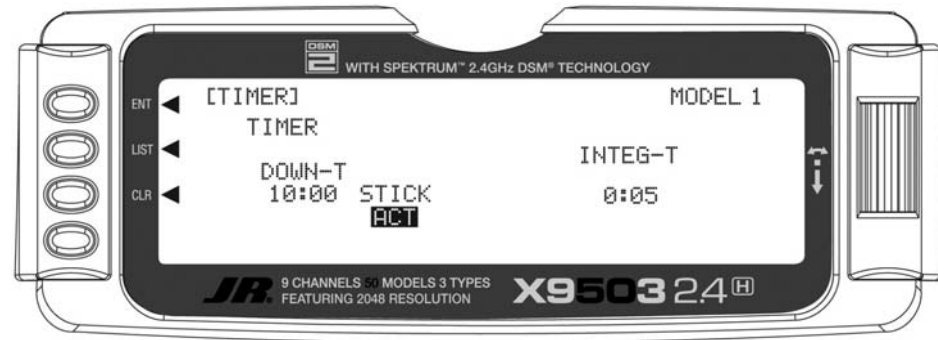 DSM
2
WITH SPEKTRUM™ 2.4GHz DSM® TECHNOLOGY
ENT
LIST
CLR
[TIMER]
MODEL 1
TIMER
INTEG-T
DOWN-T
10:00 STICK
0:05
ACT
JR®
9 CHANNELS 50 MODELS 3 TYPES
FEATURING 2048 RESOLUTION
X9503 2.4 H